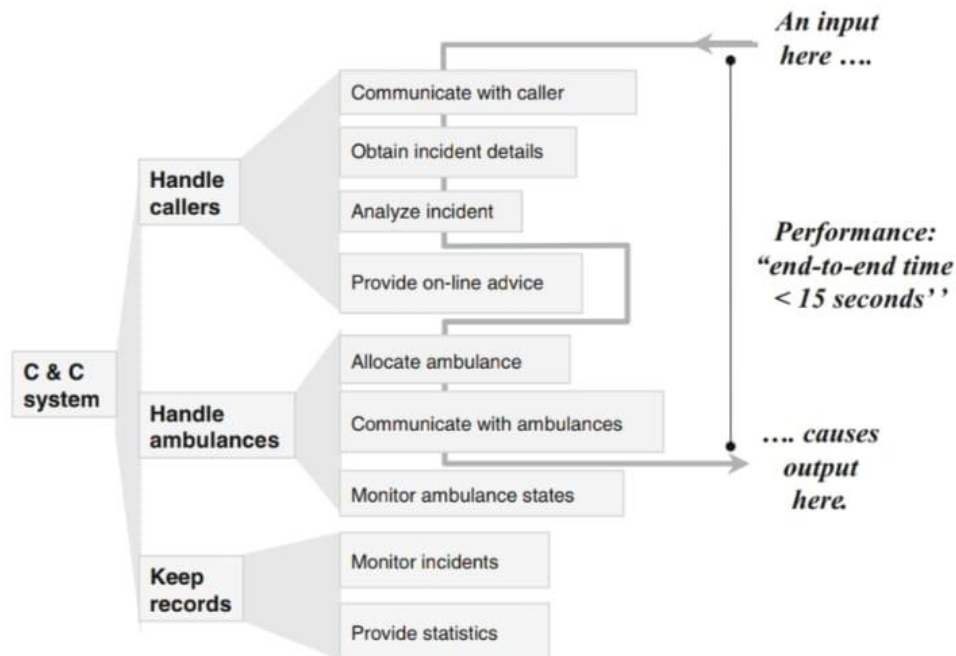 An input
here ....
Communicate with caller
Obtain incident details
Handle
callers
Analyze incident
Performance:
“end-to-end time
< 15 seconds’’
Provide on-line advice
C & C
system
Allocate ambulance
Handle
ambulances
Communicate with ambulances
.... causes
output
here.
Monitor ambulance states
Keep
records
Monitor incidents
Provide statistics